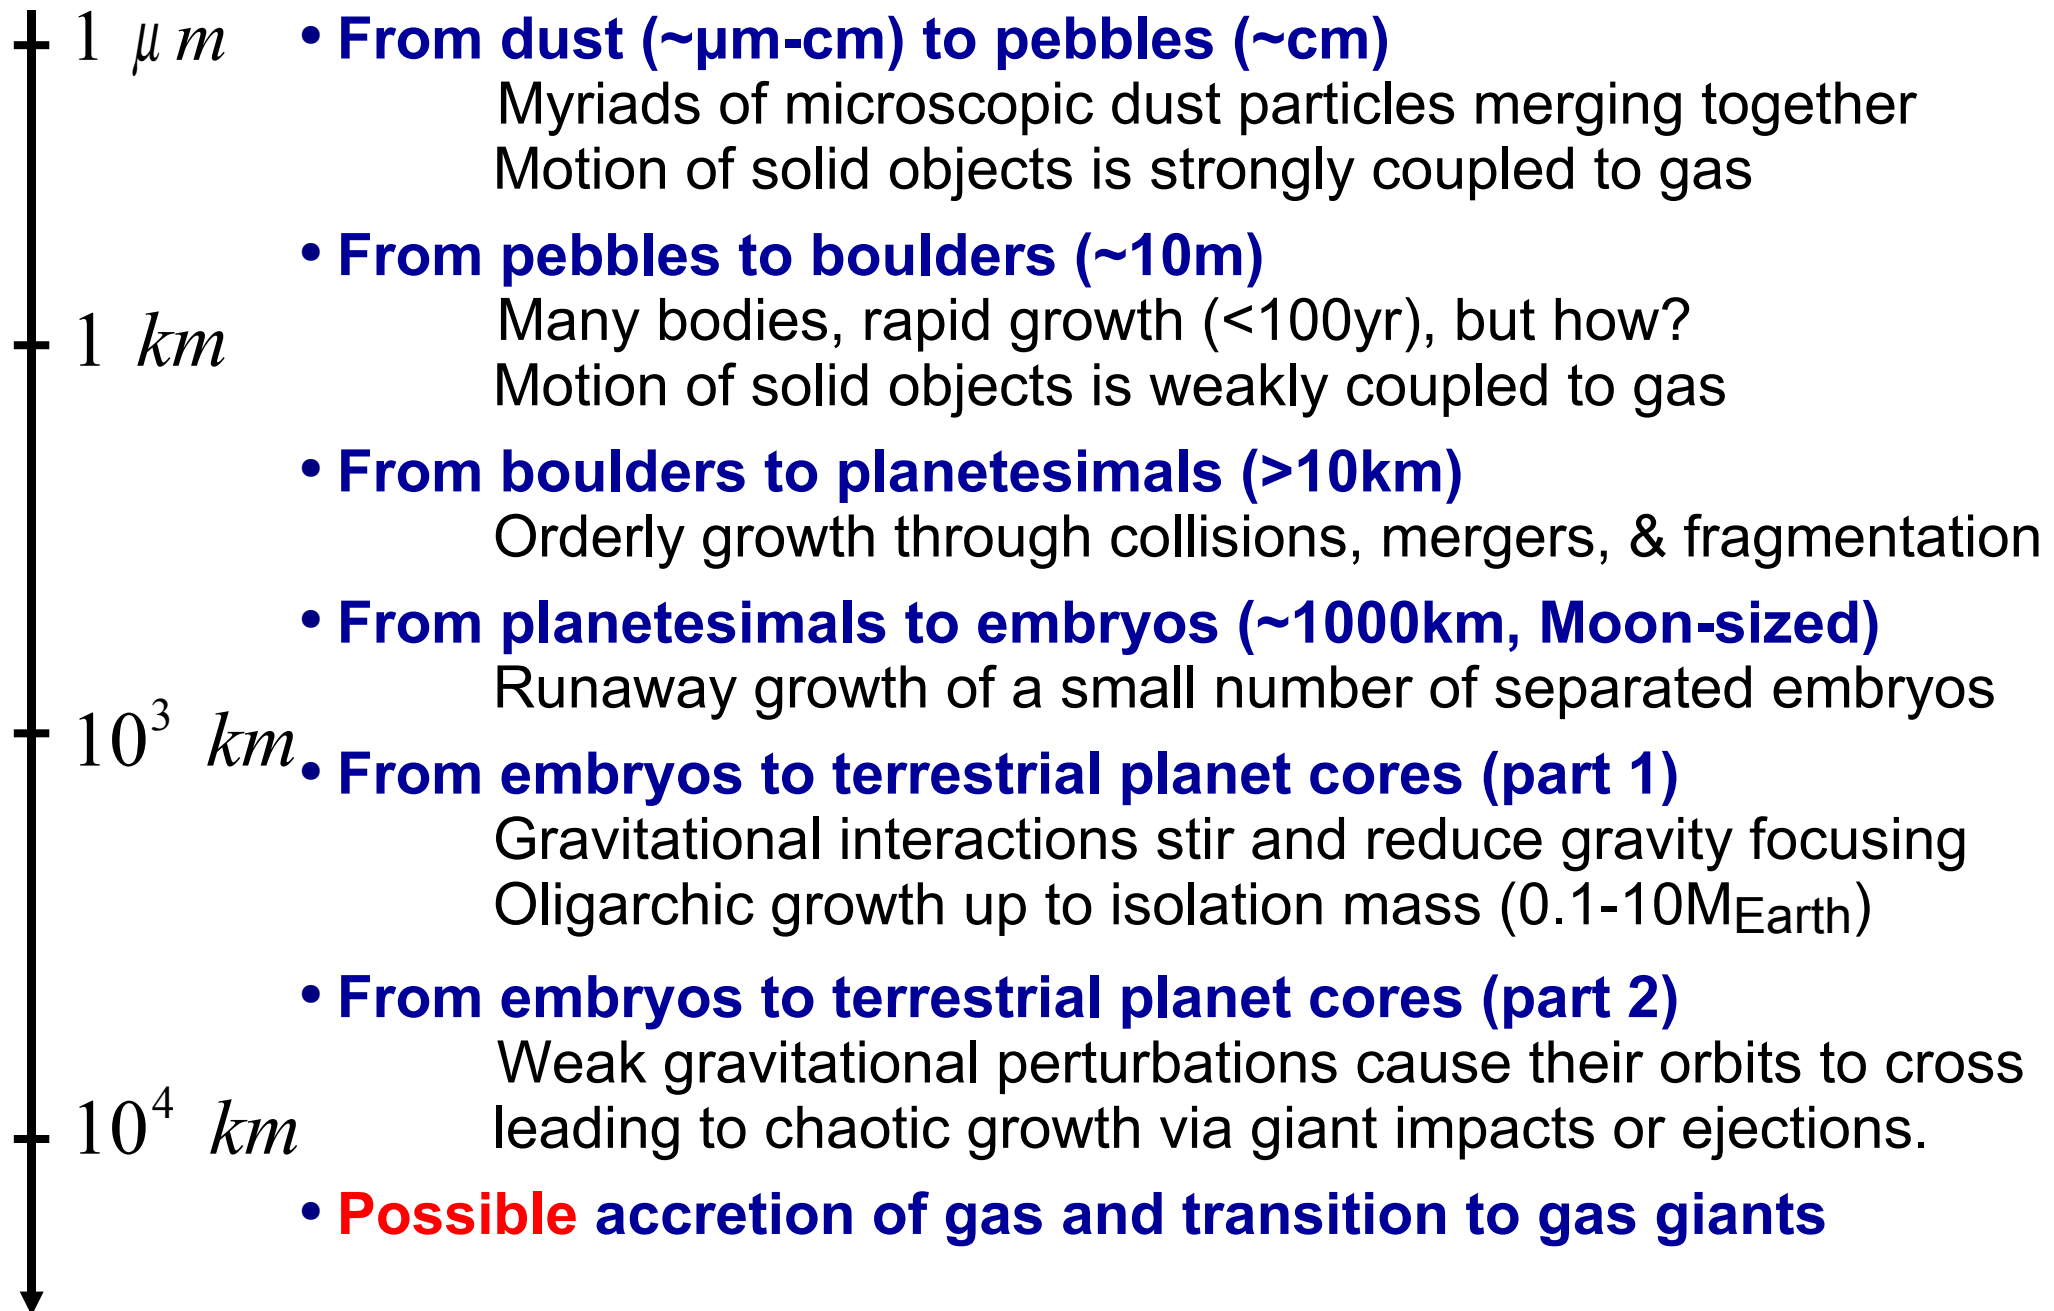 1 μm
• From dust (~μm-cm) to pebbles (~cm)
Myriads of microscopic dust particles merging together
Motion of solid objects is strongly coupled to gas
• From pebbles to boulders (~10m)
Many bodies, rapid growth (<100yr), but how?
1 km
Motion of solid objects is weakly coupled to gas
• From boulders to planetesimals (>10km)
Orderly growth through collisions, mergers, & fragmentation
• From planetesimals to embryos (~1000km, Moon-sized)
Runaway growth of a small number of separated embryos
10³ km
• From embryos to terrestrial planet cores (part 1)
Gravitational interactions stir and reduce gravity focusing
Oligarchic growth up to isolation mass (0.1-10M_Earth)
• From embryos to terrestrial planet cores (part 2)
Weak gravitational perturbations cause their orbits to cross
10⁴ km
leading to chaotic growth via giant impacts or ejections.
• Possible accretion of gas and transition to gas giants